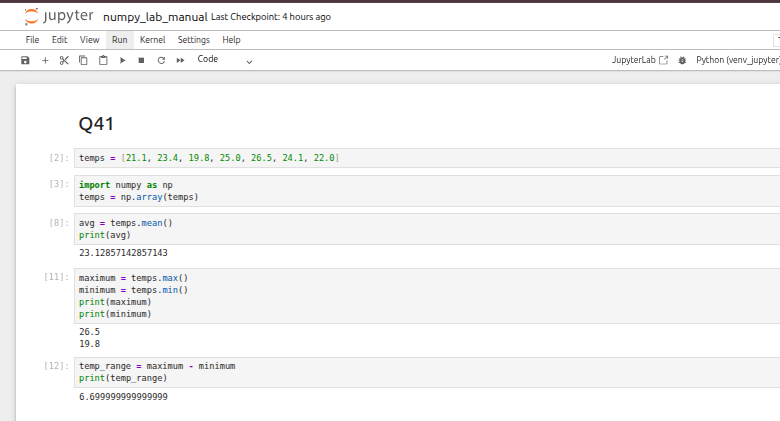 jupyter numpy_lab_manual Last Checkpoint: 4 hours ago
File Edit View Run Kernel Settings Help
Code JupyterLab Python (venv_jupyter)
Q41
[2]: temps = [21.1, 23.4, 19.8, 25.0, 26.5, 24.1, 22.0]
[3]: import numpy as np
temps = np.array(temps)
[8]: avg = temps.mean()
print(avg)
23.12857142857143
[11]: maximum = temps.max()
minimum = temps.min()
print(maximum)
print(minimum)
26.5
19.8
[12]: temp_range = maximum - minimum
print(temp_range)
6.699999999999999